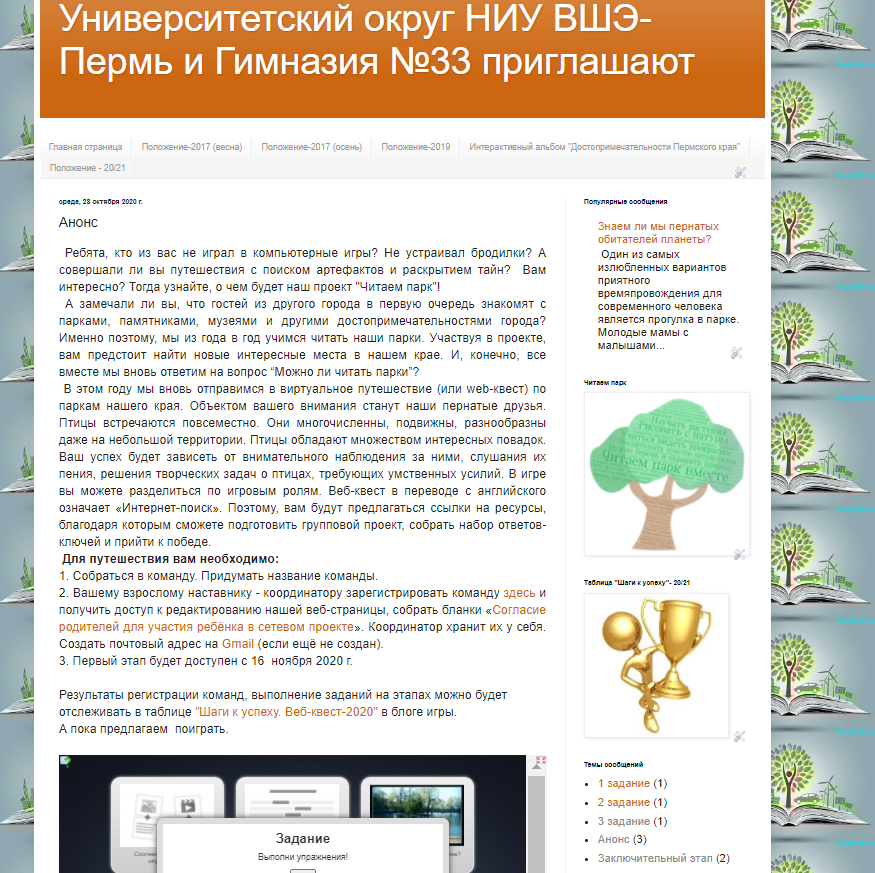 Университетский округ НИУ ВШЭ-
Пермь и Гимназия №33 приглашают
Главная страница
Положение-2017 (весна)
Положение-2017 (осень)
Положение-2019
Интерактивный альбом "Достопримечательности Пермского края"
Положение - 20/21
среда, 28 октября 2020 г.
Анонс
Ребята, кто из вас не играл в компьютерные игры? Не устраивал бродилки? А
совершали ли вы путешествия с поиском артефактов и раскрытием тайн? Вам
интересно? Тогда узнайте, о чем будет наш проект "Читаем парк"!
А замечали ли вы, что гостей из другого города в первую очередь знакомят с
парками, памятниками, музеями и другими достопримечательностями города?
Именно поэтому, мы из года в год учимся читать наши парки. Участвуя в проекте,
вам предстоит найти новые интересные места в нашем крае. И, конечно, все
вместе мы вновь ответим на вопрос “Можно ли читать парки”?
В этом году мы вновь отправимся в виртуальное путешествие (или web-квест) по
паркам нашего края. Объектом вашего внимания станут наши пернатые друзья.
Птицы встречаются повсеместно. Они многочисленны, подвижны, разнообразны
даже на небольшой территории. Птицы обладают множеством интересных повадок.
Ваш успех будет зависеть от внимательного наблюдения за ними, слушания их
пения, решения творческих задач о птицах, требующих умственных усилий. В игре
вы можете разделиться по игровым ролям. Веб-квест в переводе с английского
означает «Интернет-поиск». Поэтому, вам будут предлагаться ссылки на ресурсы,
благодаря которым сможете подготовить групповой проект, собрать набор ответов-
ключей и прийти к победе.
Для путешествия вам необходимо:
1. Собраться в команду. Придумать название команды.
2. Вашему взрослому наставнику - координатору зарегистрировать команду здесь и
получить доступ к редактированию нашей веб-страницы, собрать бланки «Согласие
родителей для участия ребёнка в сетевом проекте». Координатор хранит их у себя.
Создать почтовый адрес на Gmail (если ещё не создан).
3. Первый этап будет доступен с 16 ноября 2020 г.
Результаты регистрации команд, выполнение заданий на этапах можно будет
отслеживать в таблице "Шаги к успеху. Веб-квест-2020" в блоге игры.
А пока предлагаем поиграть.
Задание
Выполни упражнения!
Популярные сообщения
Знаем ли мы пернатых
обитателей планеты?
Один из самых
излюбленных вариантов
приятного
времяпровождения для
современного человека
является прогулка в парке.
Молодые мамы с
малышами...
Читаем парк
Изучать растения
Рисовать с натуры
Читаем парк вместе
Таблица "Шаги к успеху"- 20/21
Темы сообщений
1 задание (1)
2 задание (1)
3 задание (1)
Анонс (3)
Заключительный этап (2)